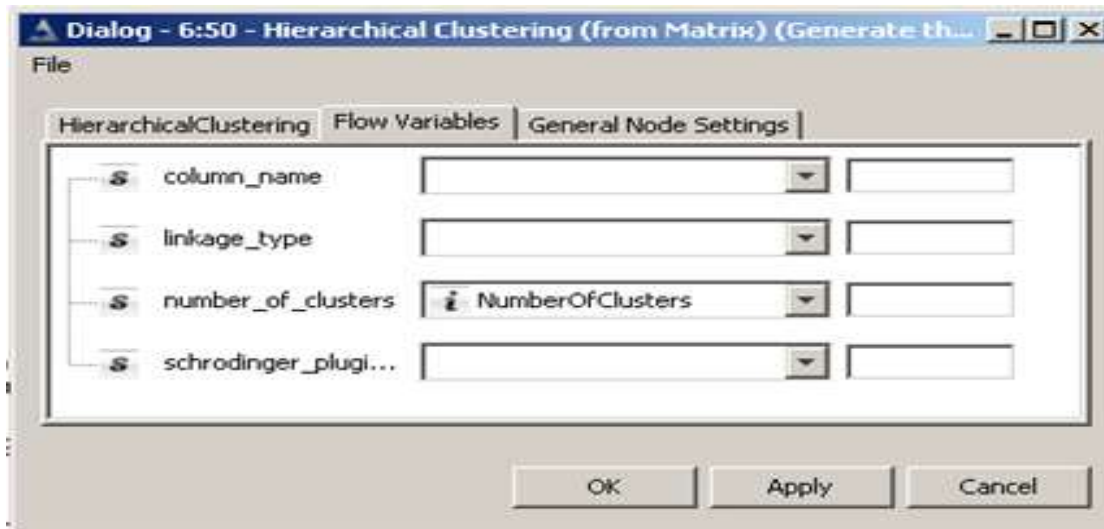 Dialog - 6:50 - Hierarchical Clustering (from Matrix) (Generate th...
File
HierarchicalClustering Flow Variables General Node Settings
s column_name
s linkage_type
s number_of_clusters i NumberOfClusters
s schrodinger_plugi...
OK Apply Cancel